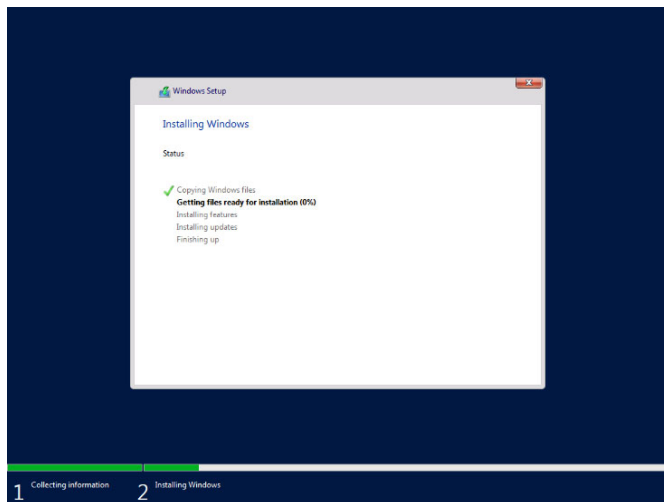 Windows Setup
Installing Windows
Status
Copying Windows files
Getting files ready for installation (0%)
Installing features
Installing updates
Finishing up
1 Collecting information
2 Installing Windows